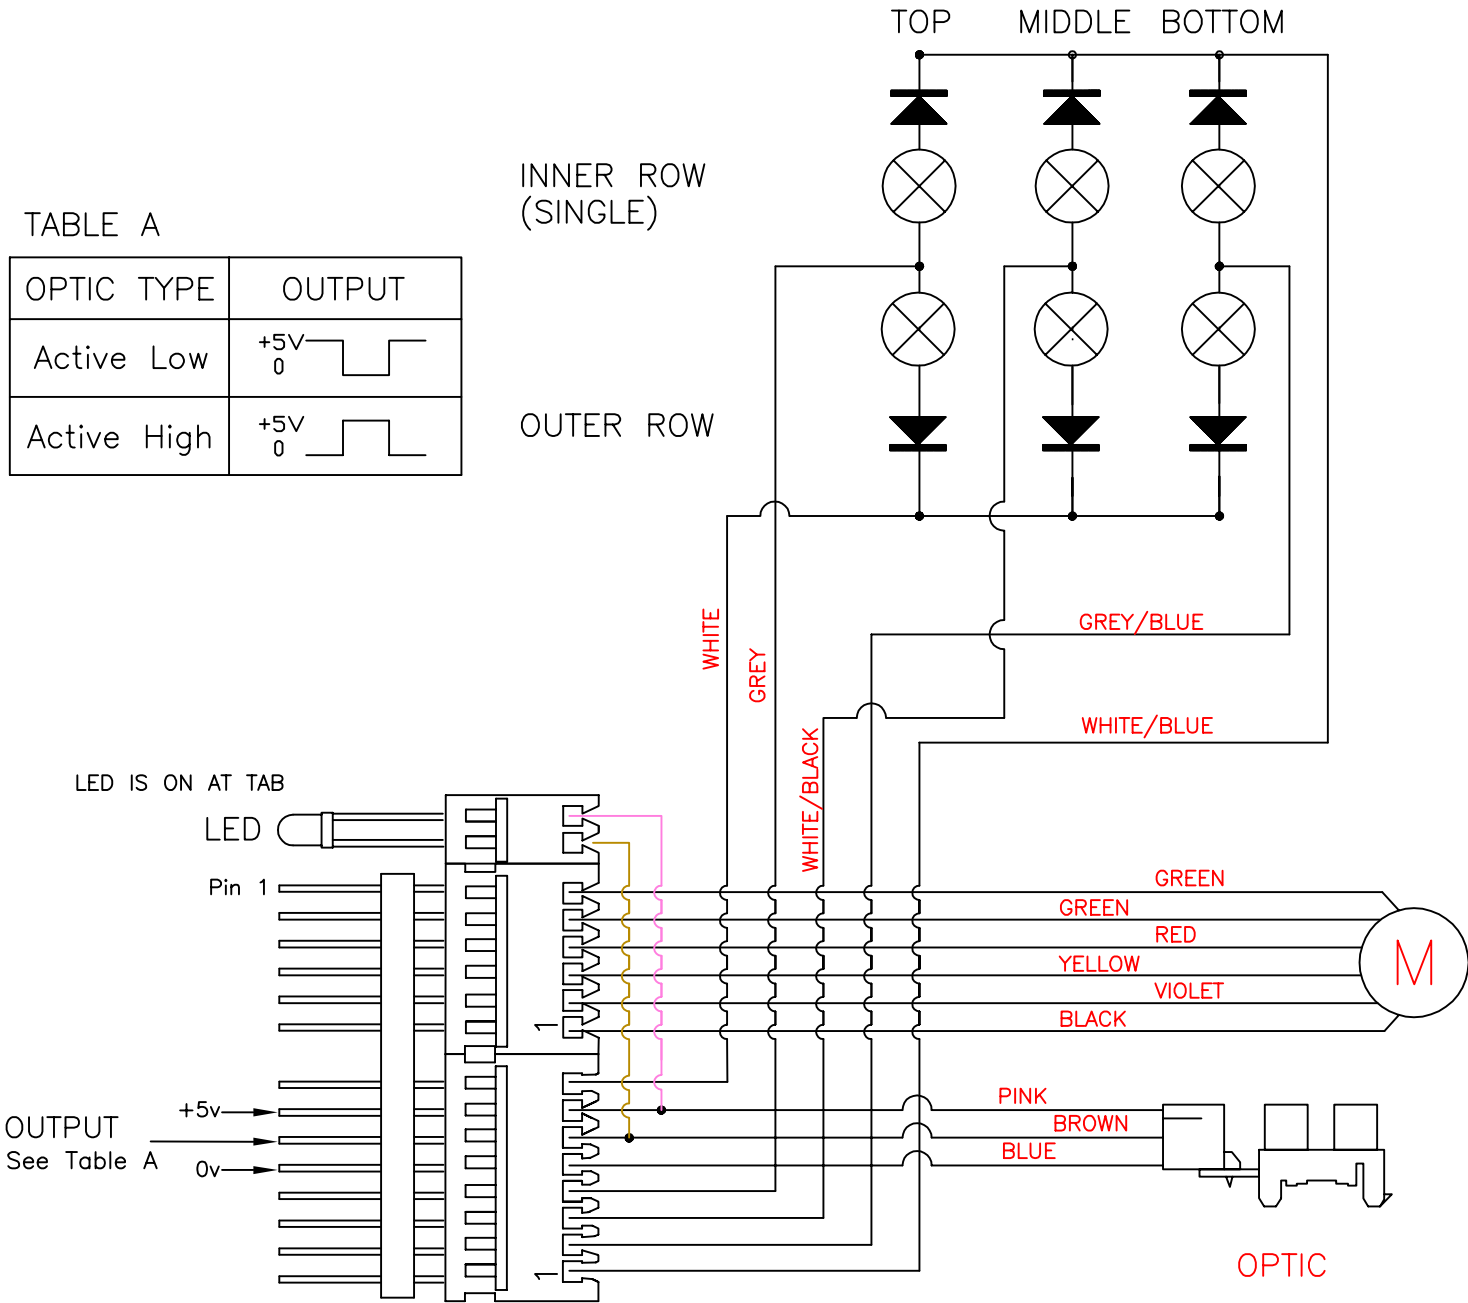 TOP MIDDLE BOTTOM
INNER ROW
(SINGLE)
TABLE A
OPTIC TYPE OUTPUT
Active Low +5V
0
Active High +5V
0
OUTER ROW
WHITE
GREY
GREY/BLUE
WHITE/BLUE
WHITE/BLACK
LED IS ON AT TAB
LED
Pin 1
GREEN
GREEN
RED
YELLOW
VIOLET
BLACK
M
1
OUTPUT
See Table A
+5v
0v
PINK
BROWN
BLUE
1
OPTIC